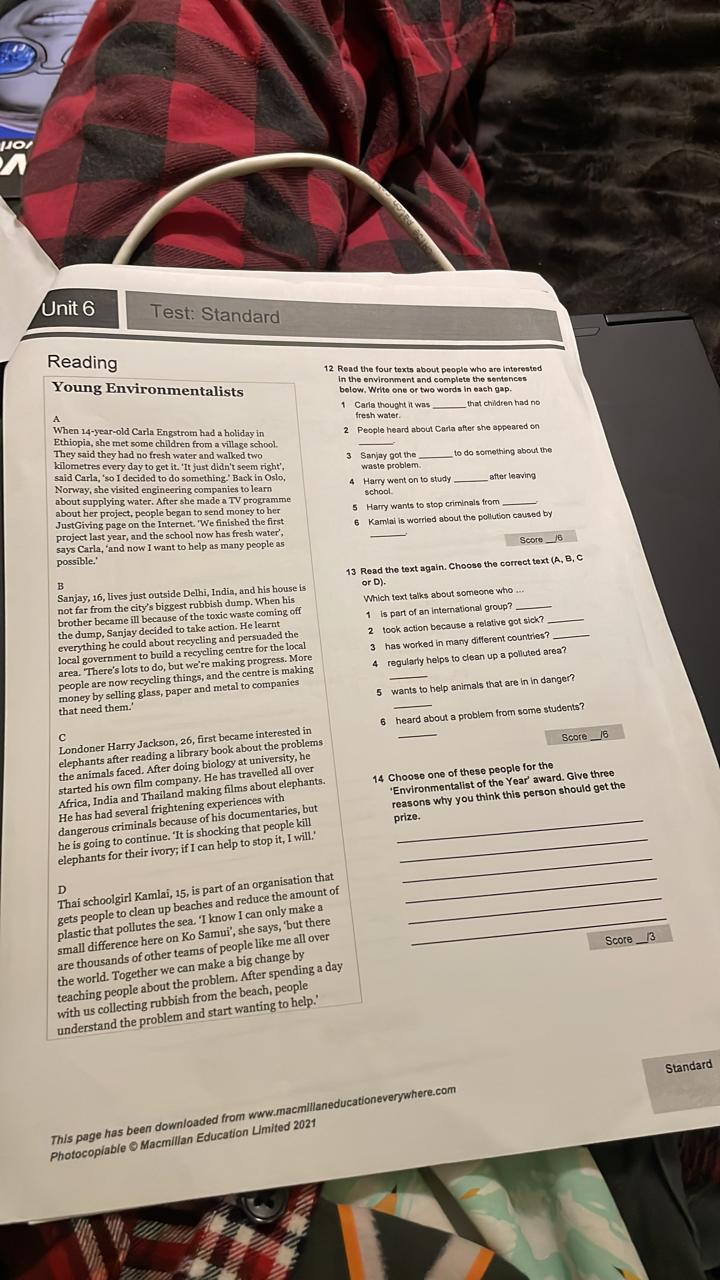 Unit 6
Test: Standard
Reading
Young Environmentalists
A
When 14-year-old Carla Engstrom had a holiday in
Ethiopia, she met some children from a village school.
They said they had no fresh water and walked two
kilometres every day to get it. 'It just didn't seem right',
said Carla, 'so I decided to do something.' Back in Oslo,
Norway, she visited engineering companies to learn
about supplying water. After she made a TV programme
about her project, people began to send money to her
JustGiving page on the Internet. 'We finished the first
project last year, and the school now has fresh water',
says Carla, 'and now I want to help as many people as
possible.'
B
Sanjay, 16, lives just outside Delhi, India, and his house is
not far from the city's biggest rubbish dump. When his
brother became ill because of the toxic waste coming off
the dump, Sanjay decided to take action. He learnt
everything he could about recycling and persuaded the
local government to build a recycling centre for the local
area. 'There's lots to do, but we're making progress. More
people are now recycling things, and the centre is making
money by selling glass, paper and metal to companies
that need them.'
C
Londoner Harry Jackson, 26, first became interested in
elephants after reading a library book about the problems
the animals faced. After doing biology at university, he
started his own film company. He has travelled all over
Africa, India and Thailand making films about elephants.
He has had several frightening experiences with
dangerous criminals because of his documentaries, but
he is going to continue. 'It is shocking that people kill
elephants for their ivory; if I can help to stop it, I will.'
D
Thai schoolgirl Kamlai, 15, is part of an organisation that
gets people to clean up beaches and reduce the amount of
plastic that pollutes the sea. 'I know I can only make a
small difference here on Ko Samui', she says, 'but there
are thousands of other teams of people like me all over
the world. Together we can make a big change by
teaching people about the problem. After spending a day
with us collecting rubbish from the beach, people
understand the problem and start wanting to help.'
12 Read the four texts about people who are interested
in the environment and complete the sentences
below. Write one or two words in each gap.
1 Carla thought it was ______ that children had no
fresh water.
2 People heard about Carla after she appeared on
______.
3 Sanjay got the ______ to do something about the
waste problem.
4 Harry went on to study ______ after leaving
school.
5 Harry wants to stop criminals from ______.
6 Kamlai is worried about the pollution caused by
______.
Score __/6
13 Read the text again. Choose the correct text (A, B, C
or D).
Which text talks about someone who ...
1 is part of an international group? ______
2 took action because a relative got sick? ______
3 has worked in many different countries? ______
4 regularly helps to clean up a polluted area?
______
5 wants to help animals that are in in danger?
______
6 heard about a problem from some students?
______
Score __/6
14 Choose one of these people for the
'Environmentalist of the Year' award. Give three
reasons why you think this person should get the
prize.
Score __/3
Standard
This page has been downloaded from www.macmillaneducationeverywhere.com
Photocopiable © Macmillan Education Limited 2021